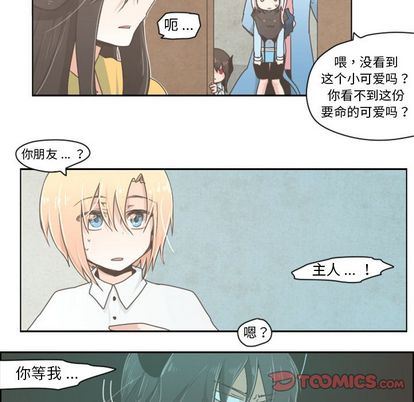 呃 ...
喂，没看到
这个小可爱吗？
你看不到这份
要命的可爱吗？
你朋友 ... ？
主人 ... ！
嗯？
你等我 ...
TOOMICS.com